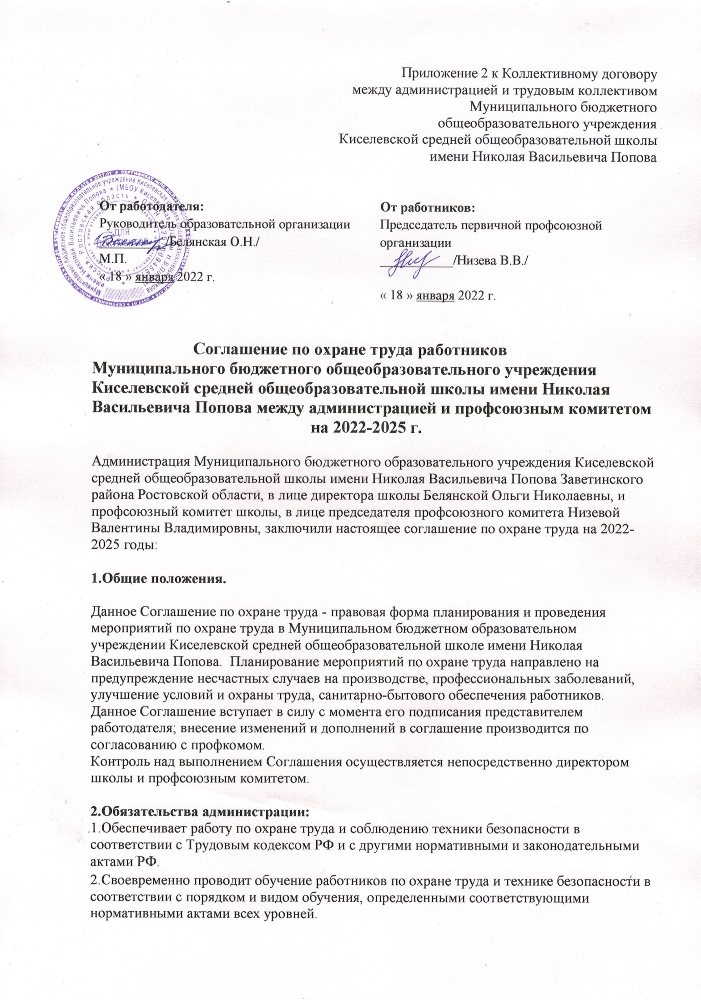 Приложение 2 к Коллективному договору
между администрацией и трудовым коллективом
Муниципального бюджетного
общеобразовательного учреждения
Киселевской средней общеобразовательной школы
имени Николая Васильевича Попова
От работодателя:
Руководитель образовательной организации
/Белянская О.Н./
М.П.
« 18 » января 2022 г.
ДЛЯ
ДОКУМЕНТОВ
От работников:
Председатель первичной профсоюзной
организации
/Низева В.В./
« 18 » января 2022 г.
Соглашение по охране труда работников
Муниципального бюджетного общеобразовательного учреждения
Киселевской средней общеобразовательной школы имени Николая
Васильевича Попова между администрацией и профсоюзным комитетом
на 2022-2025 г.
Администрация Муниципального бюджетного образовательного учреждения Киселевской
средней общеобразовательной школы имени Николая Васильевича Попова Заветинского
района Ростовской области, в лице директора школы Белянской Ольги Николаевны, и
профсоюзный комитет школы, в лице председателя профсоюзного комитета Низевой
Валентины Владимировны, заключили настоящее соглашение по охране труда на 2022-
2025 годы:
1.Общие положения.
Данное Соглашение по охране труда - правовая форма планирования и проведения
мероприятий по охране труда в Муниципальном бюджетном образовательном
учреждении Киселевской средней общеобразовательной школе имени Николая
Васильевича Попова. Планирование мероприятий по охране труда направлено на
предупреждение несчастных случаев на производстве, профессиональных заболеваний,
улучшение условий и охраны труда, санитарно-бытового обеспечения работников.
Данное Соглашение вступает в силу с момента его подписания представителем
работодателя; внесение изменений и дополнений в соглашение производится по
согласованию с профкомом.
Контроль над выполнением Соглашения осуществляется непосредственно директором
школы и профсоюзным комитетом.
2.Обязательства администрации:
1.Обеспечивает работу по охране труда и соблюдению техники безопасности в
соответствии с Трудовым кодексом РФ и с другими нормативными и законодательными
актами РФ.
2.Своевременно проводит обучение работников по охране труда и технике безопасности в
соответствии с порядком и видом обучения, определенными соответствующими
нормативными актами всех уровней.